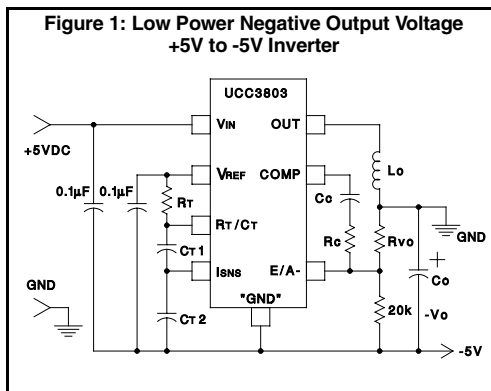 Figure 1: Low Power Negative Output Voltage
+5V to -5V Inverter
UCC3803
VIN
OUT
+5VDC
VREF
COMP
LO
0.1µF
0.1µF
RT
CC
GND
RT/CT
RC
RVO
+
CT1
CO
GND
ISNS
E/A-
"GND"
20k
-VO
CT2
-5V